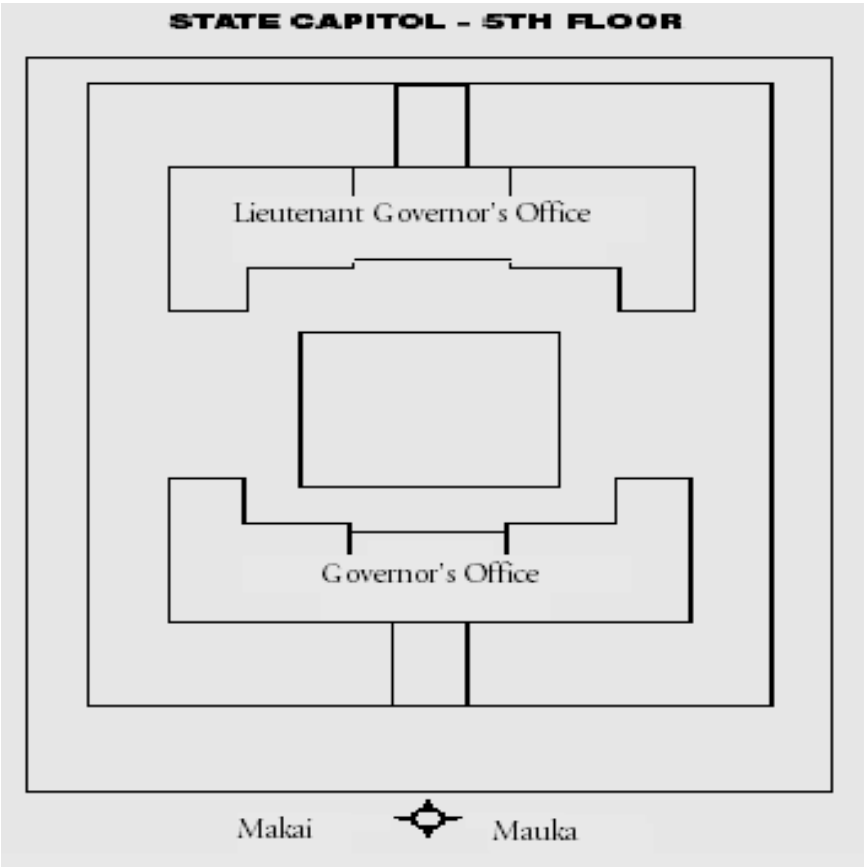 STATE CAPITOL - 5TH FLOOR
Lieutenant Governor's Office
Governor's Office
Makai
Mauka